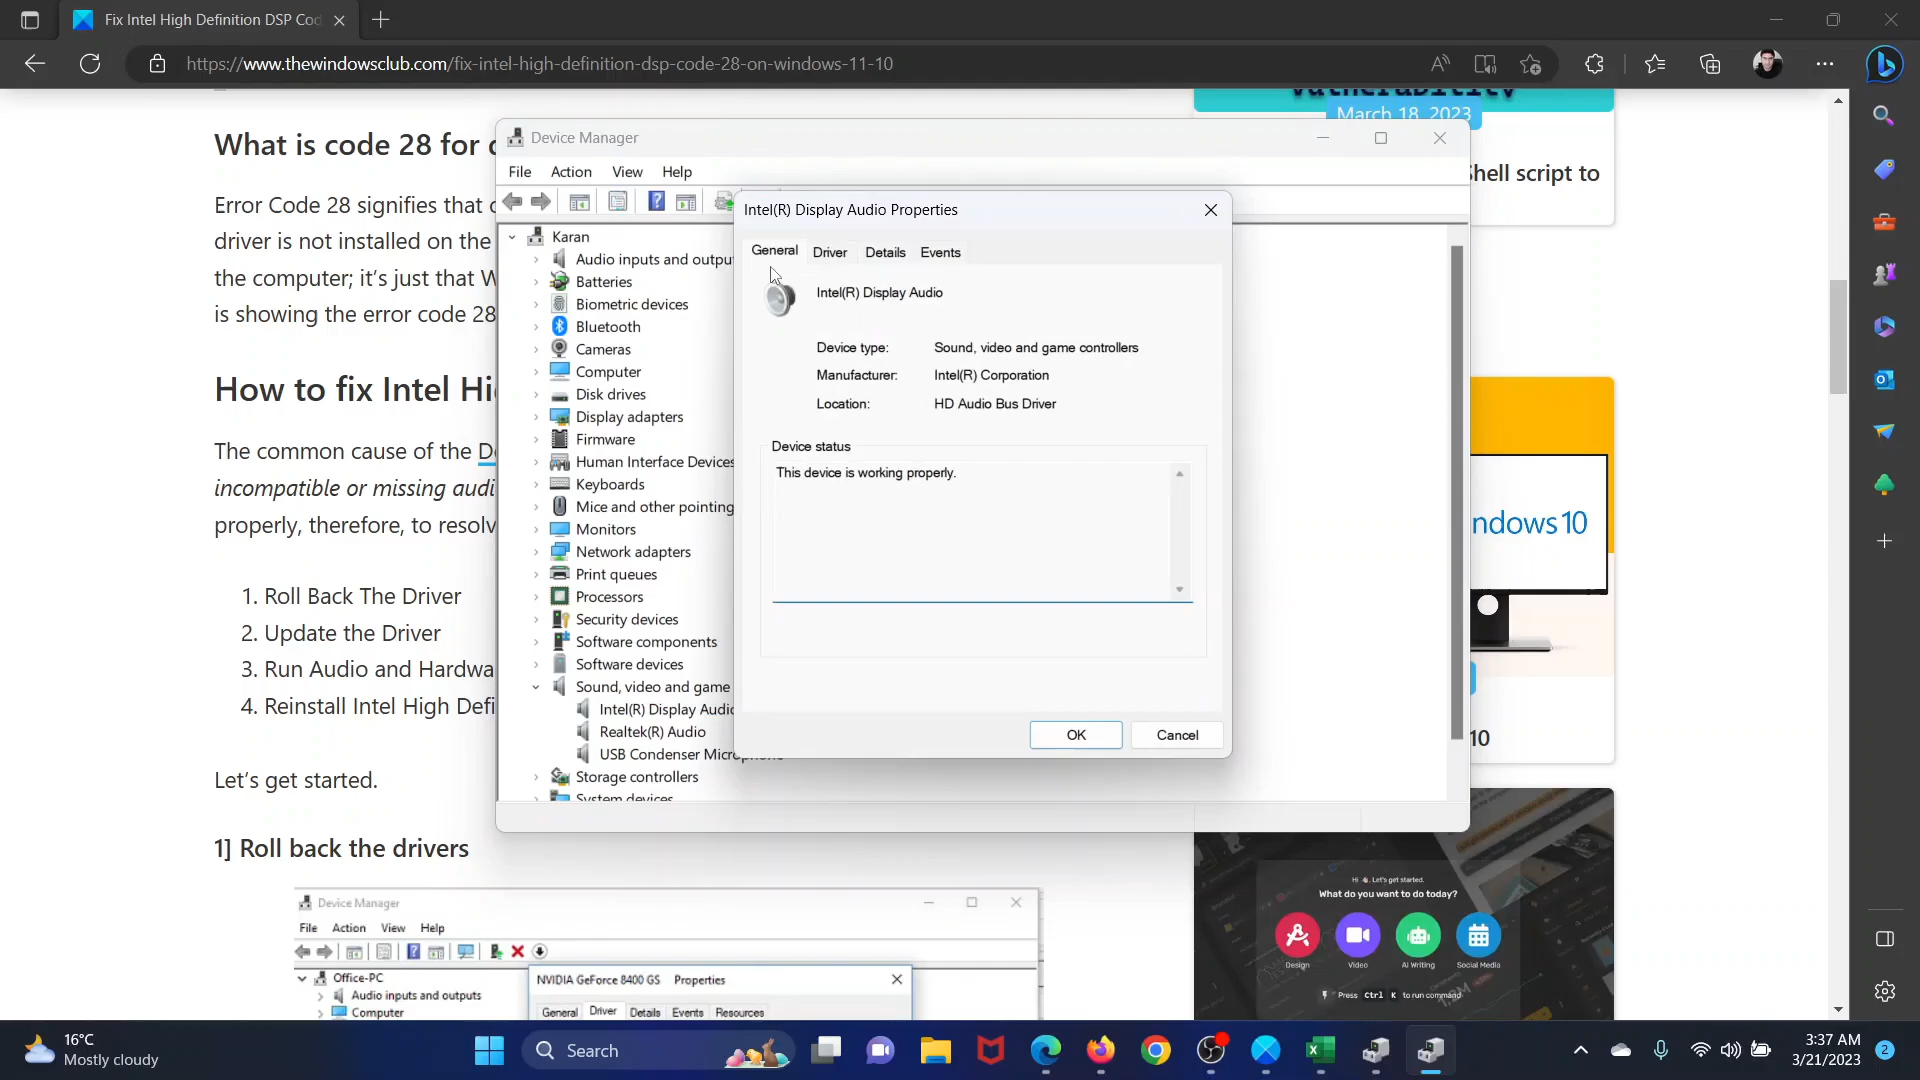 Fix Intel High Definition DSP Cod
https://www.thewindowsclub.com/fix-intel-high-definition-dsp-code-28-on-windows-11-10
What is code 28 for
Error Code 28 signifies that
driver is not installed on the
the computer; it's just that
is showing the error code 28
How to fix Intel
The common cause of the
incompatible or missing
properly, therefore, to
1. Roll Back The Driver
2. Update the Driver
3. Run Audio and
4. Reinstall Intel High
Let's get started.
1] Roll back the drivers
Device Manager
File Action View Help
Karan
Audio inputs and
Batteries
Biometric devices
Bluetooth
Cameras
Computer
Disk drives
Display adapters
Firmware
Human Interface Devices
Keyboards
Mice and other pointing
Monitors
Network adapters
Print queues
Processors
Security devices
Software components
Software devices
Sound, video and game
Intel(R) Display
Realtek(R) Audio
USB Condenser
Storage controllers
System devices
Intel(R) Display Audio Properties
General Driver Details Events
Intel(R) Display Audio
Device type: Sound, video and game controllers
Manufacturer: Intel(R) Corporation
Location: HD Audio Bus Driver
Device status
This device is working properly.
OK Cancel
March 18, 2023
Shell script to
ndows 10
10
Hi 👋, Let's get started.
What do you want to do today?
Design Video AI Writing Social Media
Press Ctrl K to run command
Device Manager
File Action View Help
Office-PC
Audio inputs and outputs
Computer
NVIDIA GeForce 8400 GS Properties
General Driver Details Events Resources
16°C
Mostly cloudy
Search
3:37 AM
3/21/2023
2